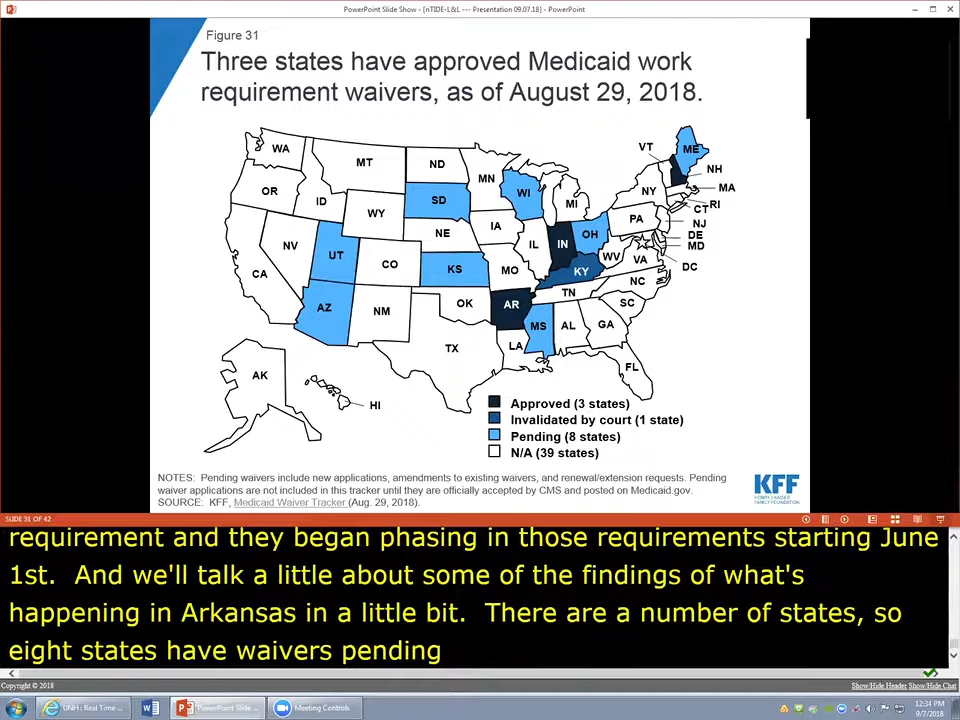 PowerPoint Slide Show - [nTIDE-L&L --- Presentation 09.07.18] - PowerPoint
Figure 31
Three states have approved Medicaid work
requirement waivers, as of August 29, 2018.
WA
MT
ND
MN
VT
ME
NH
MA
RI
CT
NY
NJ
DE
MD
DC
OR
ID
WY
SD
WI
MI
PA
NE
IA
IL
IN
OH
WV
VA
NV
UT
CO
KS
MO
KY
NC
CA
AZ
NM
OK
AR
TN
SC
MS
AL
GA
TX
LA
FL
AK
HI
Approved (3 states)
Invalidated by court (1 state)
Pending (8 states)
N/A (39 states)
NOTES: Pending waivers include new applications, amendments to existing waivers, and renewal/extension requests. Pending
waiver applications are not included in this tracker until they are officially accepted by CMS and posted on Medicaid.gov.
SOURCE: KFF, Medicaid Waiver Tracker (Aug. 29, 2018).
KFF
HENRY J KAISER
FAMILY FOUNDATION
SLIDE 31 OF 42
requirement and they began phasing in those requirements starting June
1st. And we'll talk a little about some of the findings of what's
happening in Arkansas in a little bit. There are a number of states, so
eight states have waivers pending
Copyright © 2018
Show/Hide Header Show/Hide Chat
UNH: Real Time ...
PowerPoint Slide ...
Meeting Controls
12:34 PM
9/7/2018